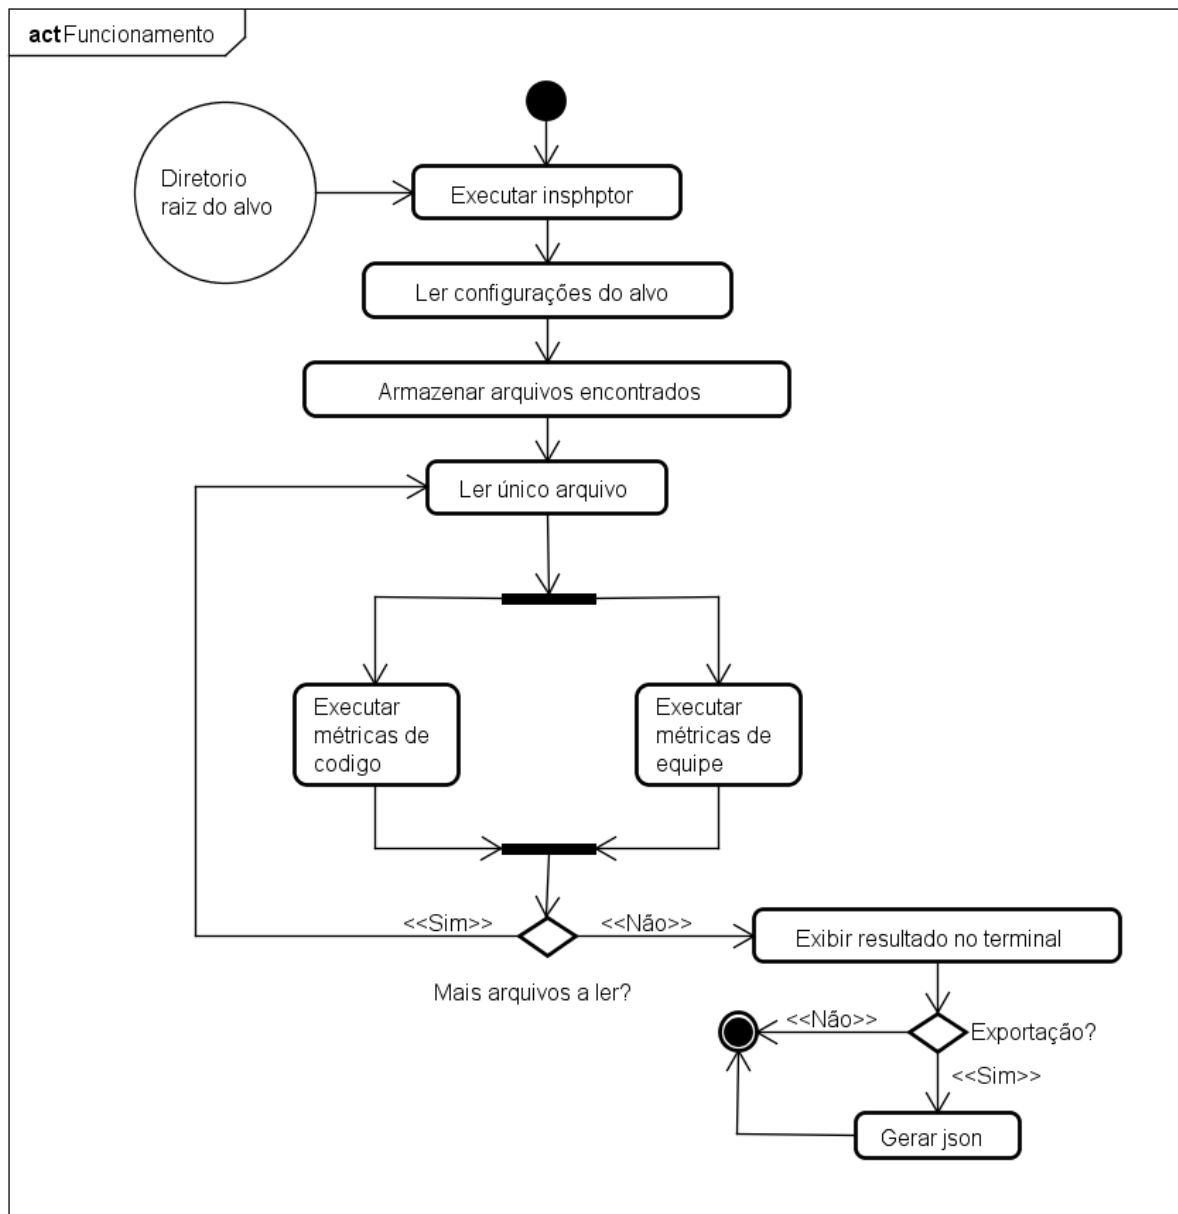 act Funcionamento
Diretorio
raiz do alvo
Executar insphptor
Ler configurações do alvo
Armazenar arquivos encontrados
Ler único arquivo
Executar
métricas de
codigo
Executar
métricas de
equipe
<<Sim>>
<<Não>>
Exibir resultado no terminal
Mais arquivos a ler?
<<Não>>
Exportação?
<<Sim>>
Gerar json